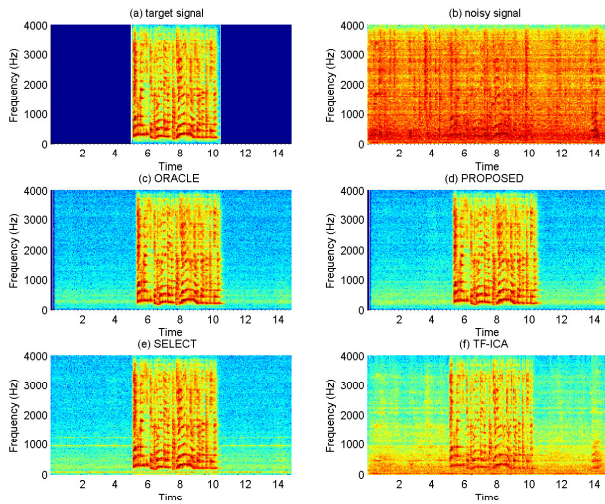 (a) target signal
(b) noisy signal
Frequency (Hz)
4000
3000
2000
1000
0
2 4 6 8 10 12 14
Time
Frequency (Hz)
4000
3000
2000
1000
0
2 4 6 8 10 12 14
Time
(c) ORACLE
(d) PROPOSED
Frequency (Hz)
4000
3000
2000
1000
0
2 4 6 8 10 12 14
Time
Frequency (Hz)
4000
3000
2000
1000
0
2 4 6 8 10 12 14
Time
(e) SELECT
(f) TF-ICA
Frequency (Hz)
4000
3000
2000
1000
0
2 4 6 8 10 12 14
Time
Frequency (Hz)
4000
3000
2000
1000
0
2 4 6 8 10 12 14
Time